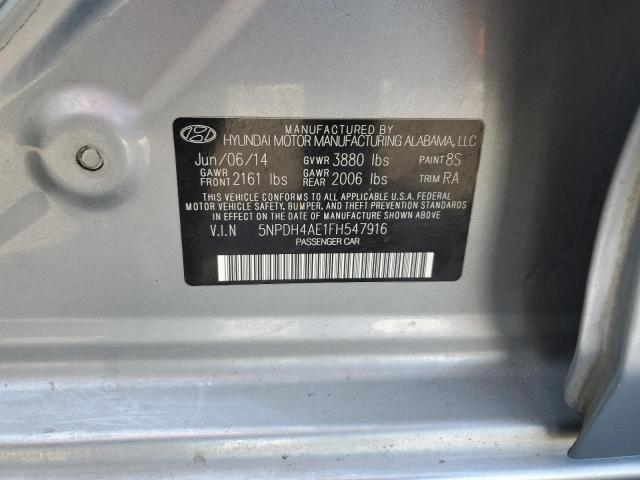 MANUFACTURED BY
HYUNDAI MOTOR MANUFACTURING ALABAMA, LLC
Jun/06/14 GVWR 3880 lbs PAINT 8S
GAWR FRONT 2161 lbs GAWR REAR 2006 lbs TRIM RA
THIS VEHICLE CONFORMS TO ALL APPLICABLE U.S.A. FEDERAL
MOTOR VEHICLE SAFETY, BUMPER, AND THEFT PREVENTION STANDARDS
IN EFFECT ON THE DATE OF MANUFACTURE SHOWN ABOVE.
V.I.N 5NPDH4AE1FH547916
PASSENGER CAR